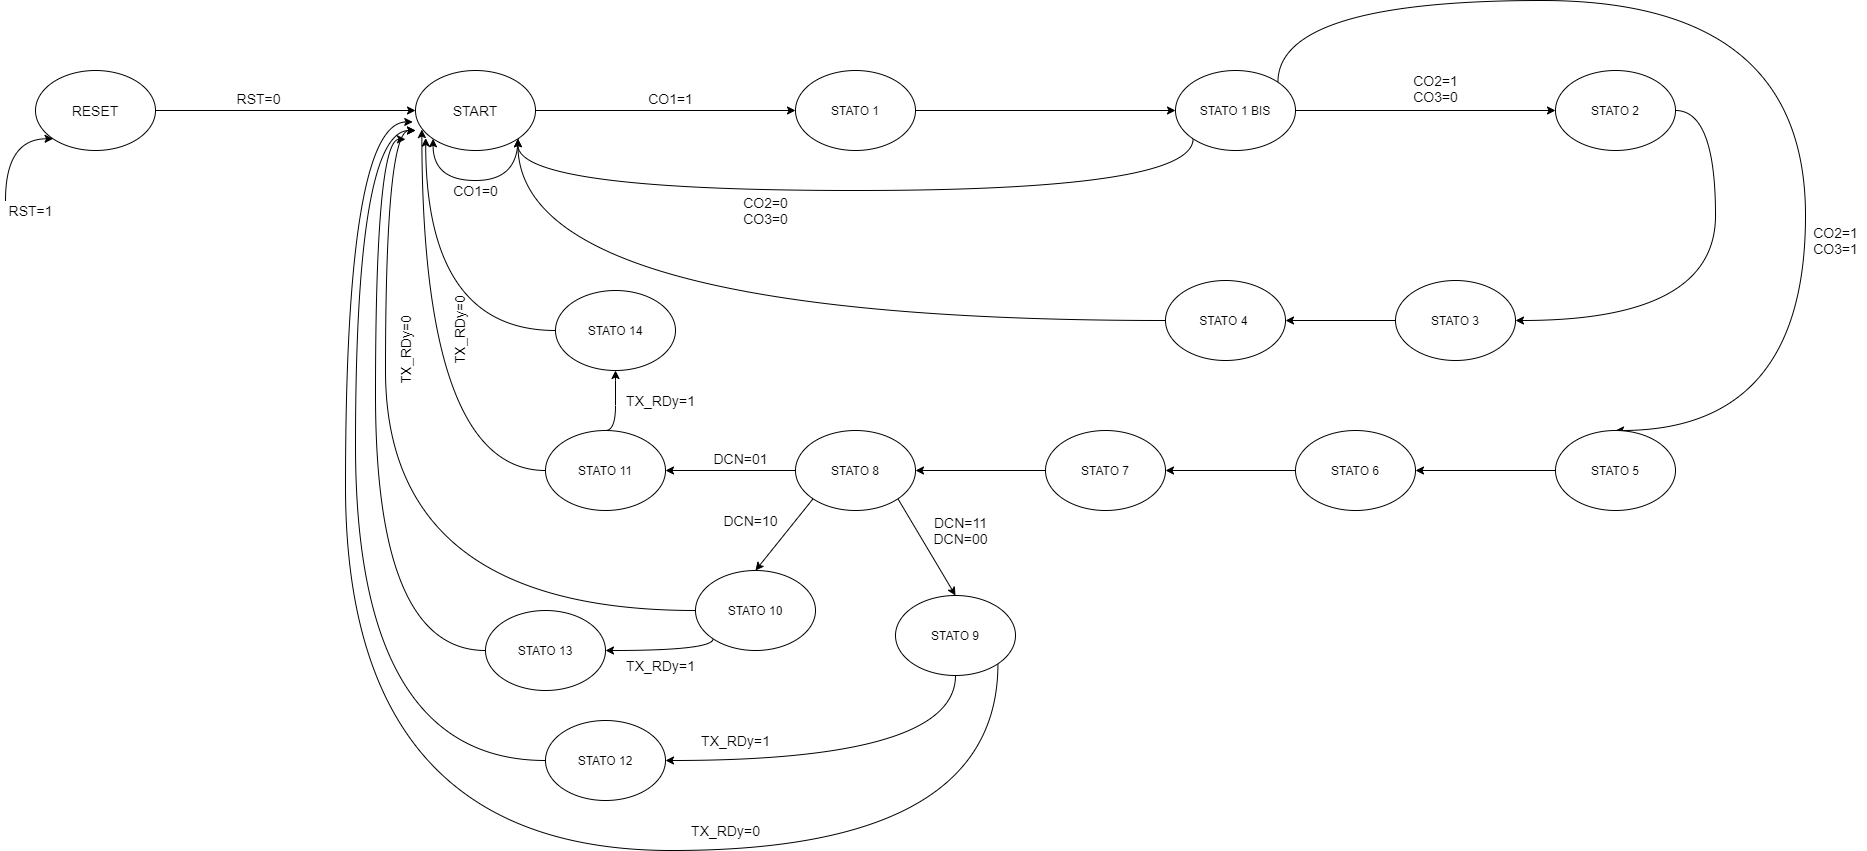 RESET
RST=0
START
CO1=1
STATO 1
STATO 1 BIS
CO2=1
CO3=0
STATO 2
RST=1
CO1=0
CO2=0
CO3=0
CO2=1
CO3=1
TX_RDy=0
TX_RDy=0
STATO 14
STATO 4
STATO 3
TX_RDy=1
STATO 11
DCN=01
STATO 8
STATO 7
STATO 6
STATO 5
DCN=10
DCN=11
DCN=00
STATO 10
STATO 9
STATO 13
TX_RDy=1
TX_RDy=1
STATO 12
TX_RDy=0